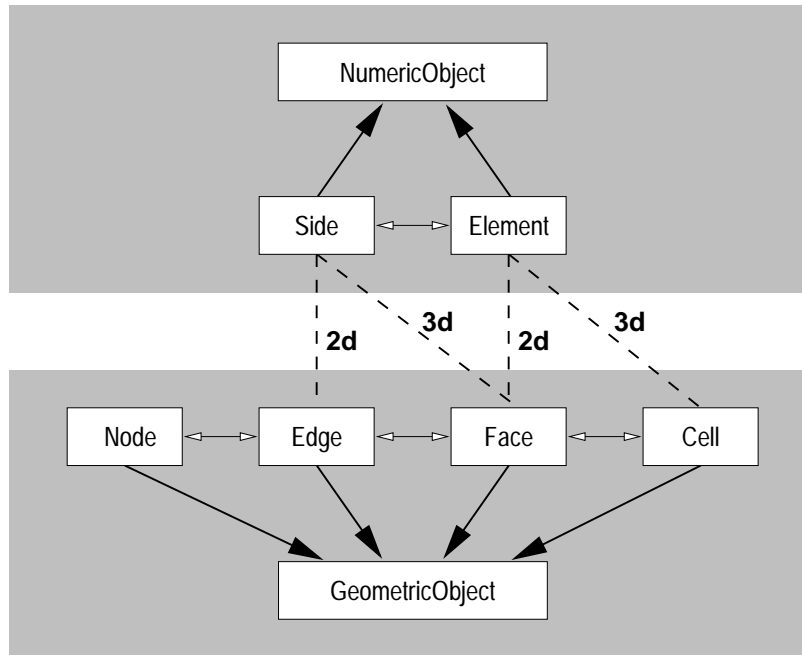 NumericObject
Side Element
2d 3d 2d 3d
Node Edge Face Cell
GeometricObject